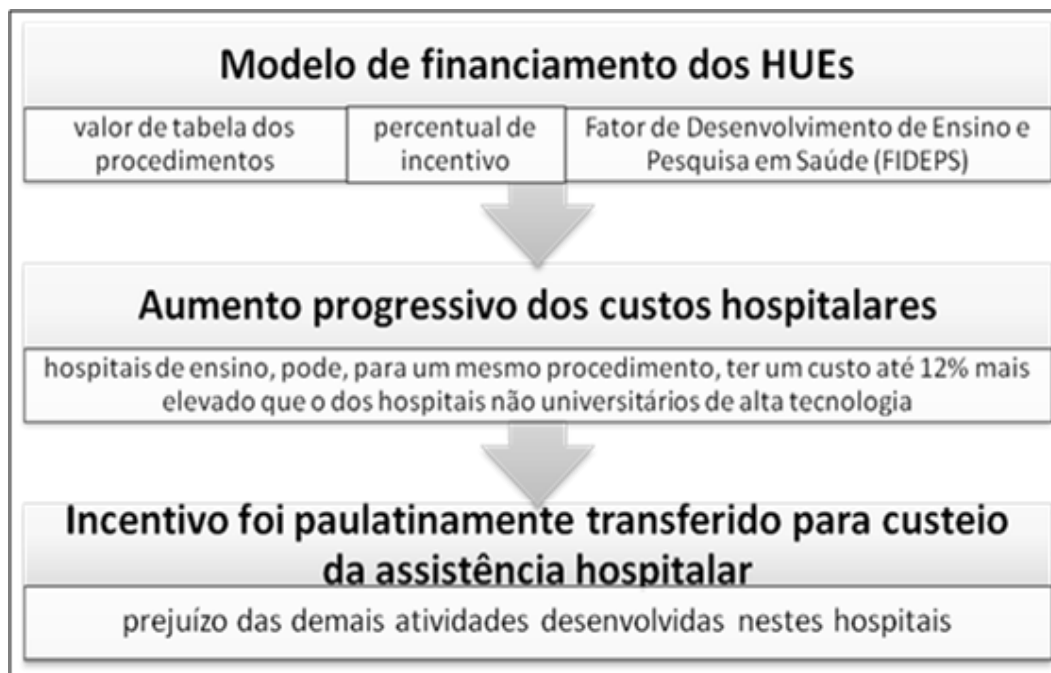 Modelo de financiamento dos HUEs
valor de tabela dos
procedimentos
percentual de
incentivo
Fator de Desenvolvimento de Ensino e
Pesquisa em Saúde (FIDEPS)
Aumento progressivo dos custos hospitalares
hospitais de ensino, pode, para um mesmo procedimento, ter um custo até 12% mais
elevado que o dos hospitais não universitários de alta tecnologia
Incentivo foi paulatinamente transferido para custeio
da assistência hospitalar
prejuízo das demais atividades desenvolvidas nestes hospitais